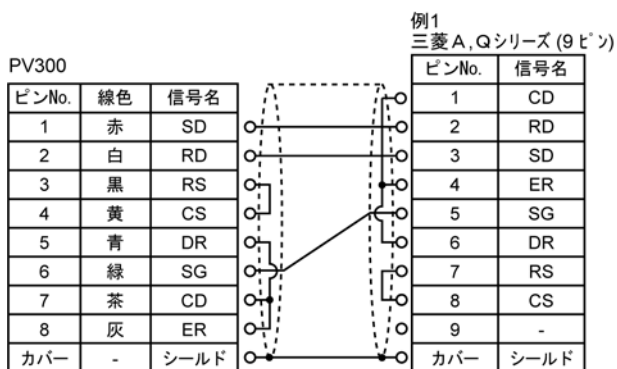 例1
三菱A,Qシリーズ(9ピン)
PV300
ピンNo. 線色 信号名
1 赤 SD
2 白 RD
3 黒 RS
4 黄 CS
5 青 DR
6 緑 SG
7 茶 CD
8 灰 ER
カバー - シールド
ピンNo. 信号名
1 CD
2 RD
3 SD
4 ER
5 SG
6 DR
7 RS
8 CS
9 -
カバー シールド